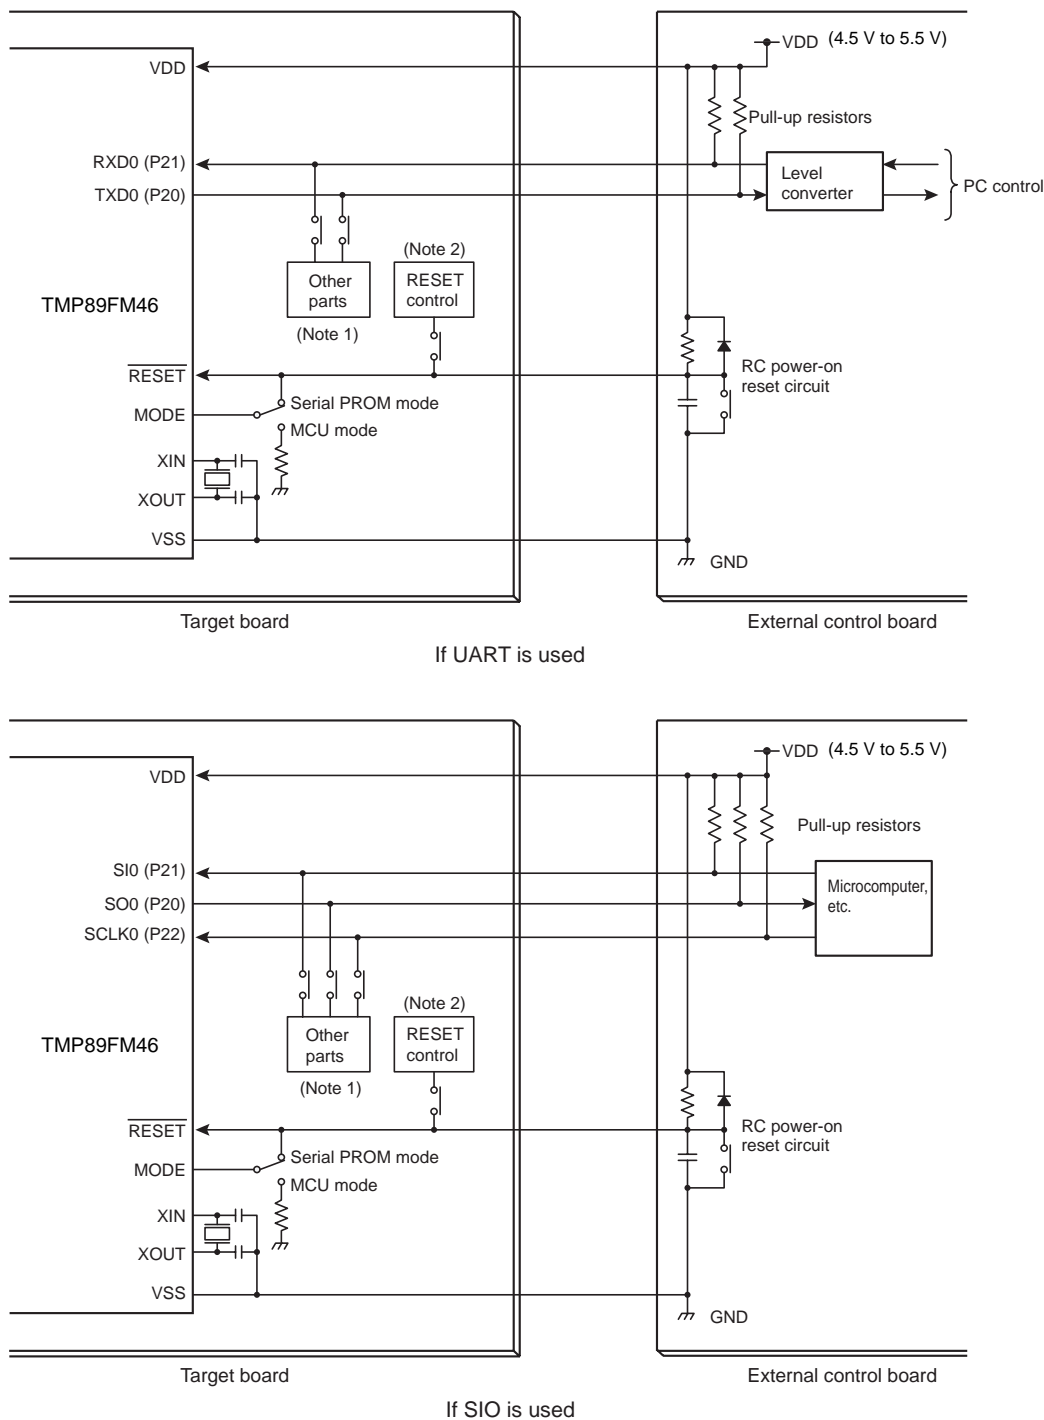 VDD (4.5 V to 5.5 V)
VDD
Pull-up resistors
RXD0 (P21)
TXD0 (P20)
Level
converter
PC control
(Note 2)
Other
parts
RESET
control
TMP89FM46
(Note 1)
RESET
RC power-on
reset circuit
Serial PROM mode
MODE
MCU mode
XIN
XOUT
VSS
GND
Target board
External control board
If UART is used
VDD (4.5 V to 5.5 V)
VDD
Pull-up resistors
SI0 (P21)
SO0 (P20)
SCLK0 (P22)
Microcomputer,
etc.
(Note 2)
Other
parts
RESET
control
TMP89FM46
(Note 1)
RESET
RC power-on
reset circuit
Serial PROM mode
MODE
MCU mode
XIN
XOUT
VSS
GND
Target board
External control board
If SIO is used